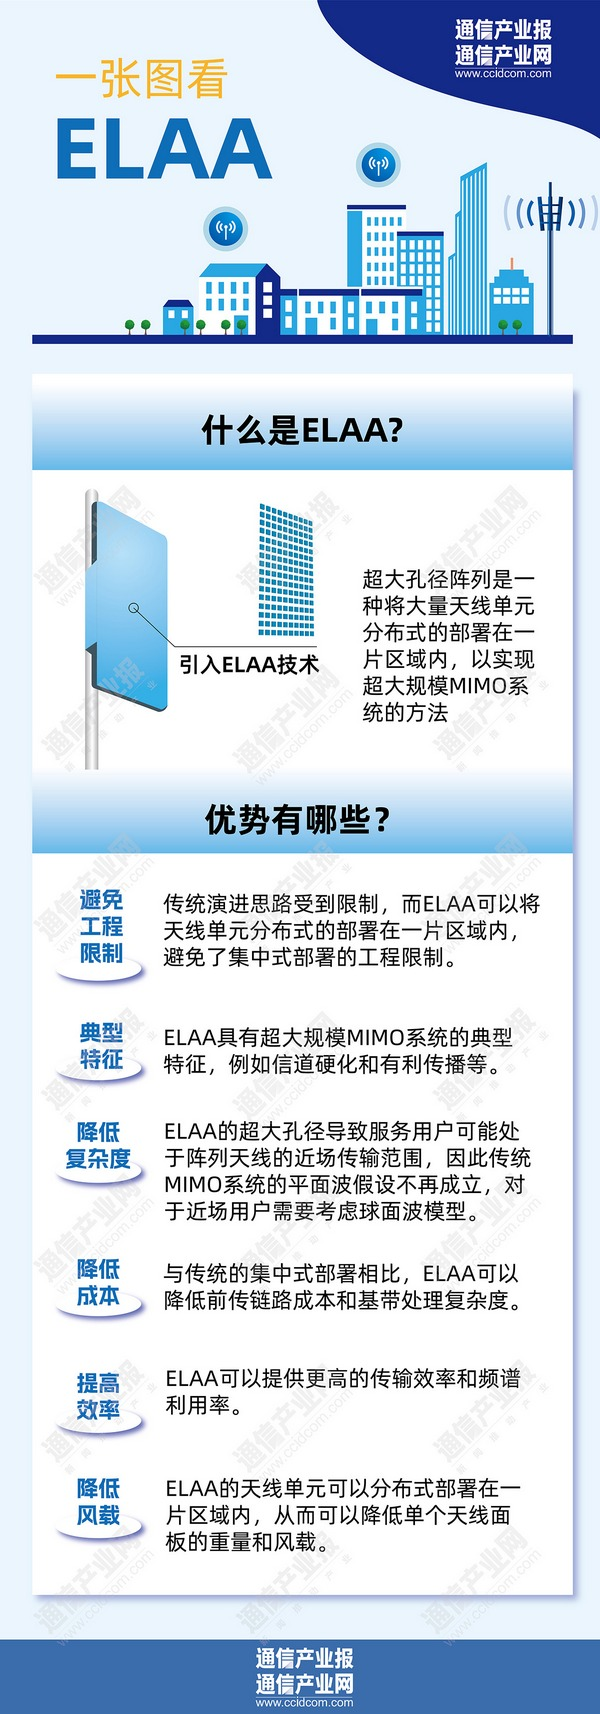 通信产业报
通信产业网
www.ccidcom.com
一张图看
ELAA
什么是ELAA?
引入ELAA技术
超大孔径阵列是一
种将大量天线单元
分布式的部署在一
片区域内，以实现
超大规模MIMO系
统的方法
优势有哪些？
避免
工程
限制
传统演进思路受到限制，而ELAA可以将
天线单元分布式的部署在一片区域内，
避免了集中式部署的工程限制。
典型
特征
ELAA具有超大规模MIMO系统的典型
特征，例如信道硬化和有利传播等。
降低
复杂度
ELAA的超大孔径导致服务用户可能处
于阵列天线的近场传输范围，因此传统
MIMO系统的平面波假设不再成立，对
于近场用户需要考虑球面波模型。
降低
成本
与传统的集中式部署相比，ELAA可以
降低前传链路成本和基带处理复杂度。
提高
效率
ELAA可以提供更高的传输效率和频谱
利用率。
降低
风载
ELAA的天线单元可以分布式部署在一
片区域内，从而可以降低单个天线面
板的重量和风载。
通信产业报
通信产业网
www.ccidcom.com